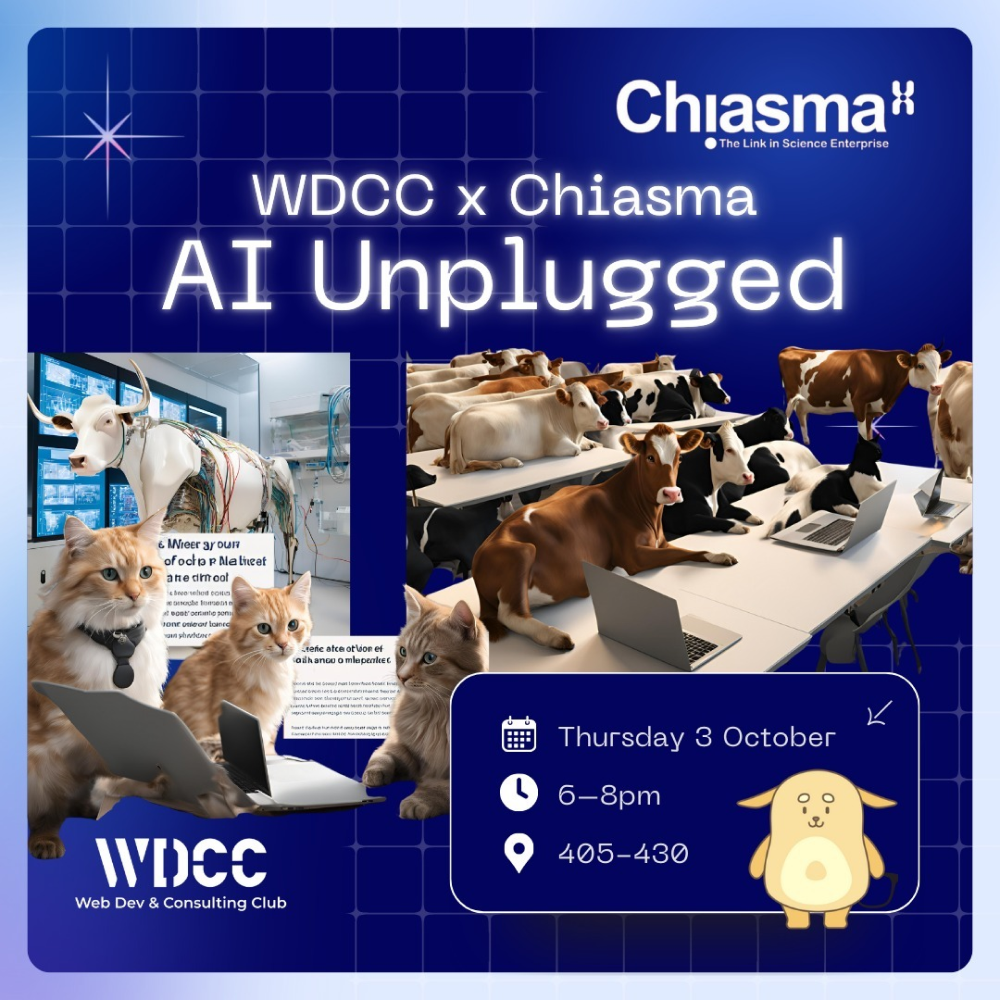 Chiasma
The Link in Science Enterprise
WDCC x Chiasma
AI Unplugged
Thursday 3 October
6–8pm
405-430
WDCC
Web Dev & Consulting Club